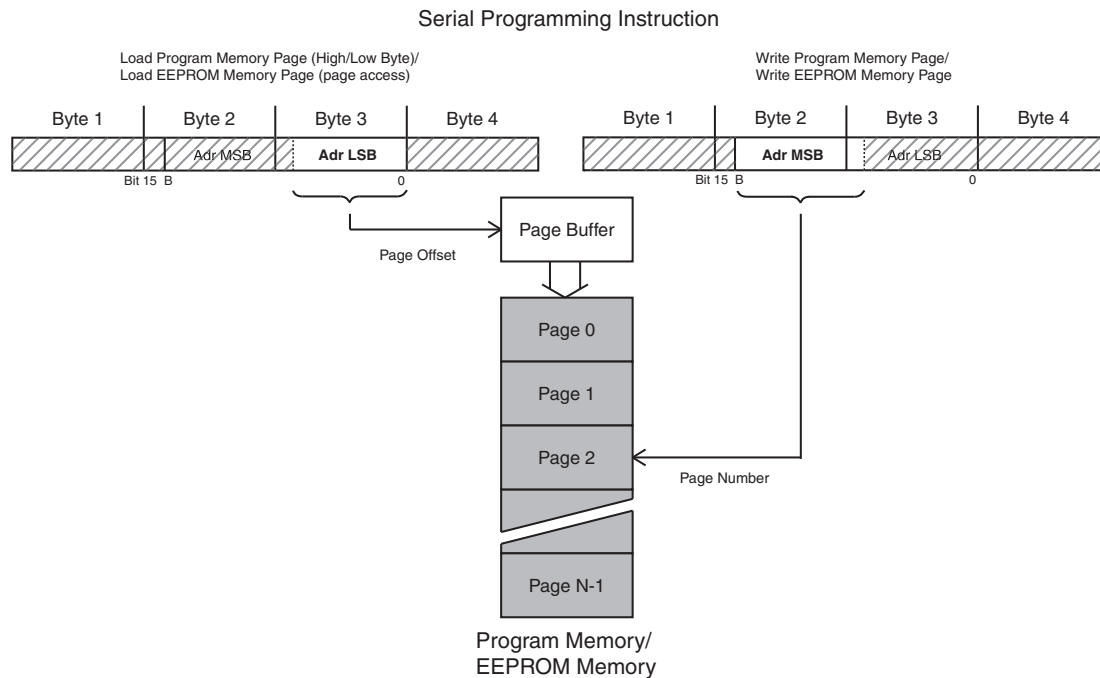 Serial Programming Instruction
Load Program Memory Page (High/Low Byte)/
Load EEPROM Memory Page (page access)
Write Program Memory Page/
Write EEPROM Memory Page
Byte 1 Byte 2 Byte 3 Byte 4
Byte 1 Byte 2 Byte 3 Byte 4
Adr MSB Adr LSB
Adr MSB Adr LSB
Bit 15 B 0
Bit 15 B 0
Page Buffer
Page Offset
Page 0
Page 1
Page 2
Page Number
Page N-1
Program Memory/
EEPROM Memory